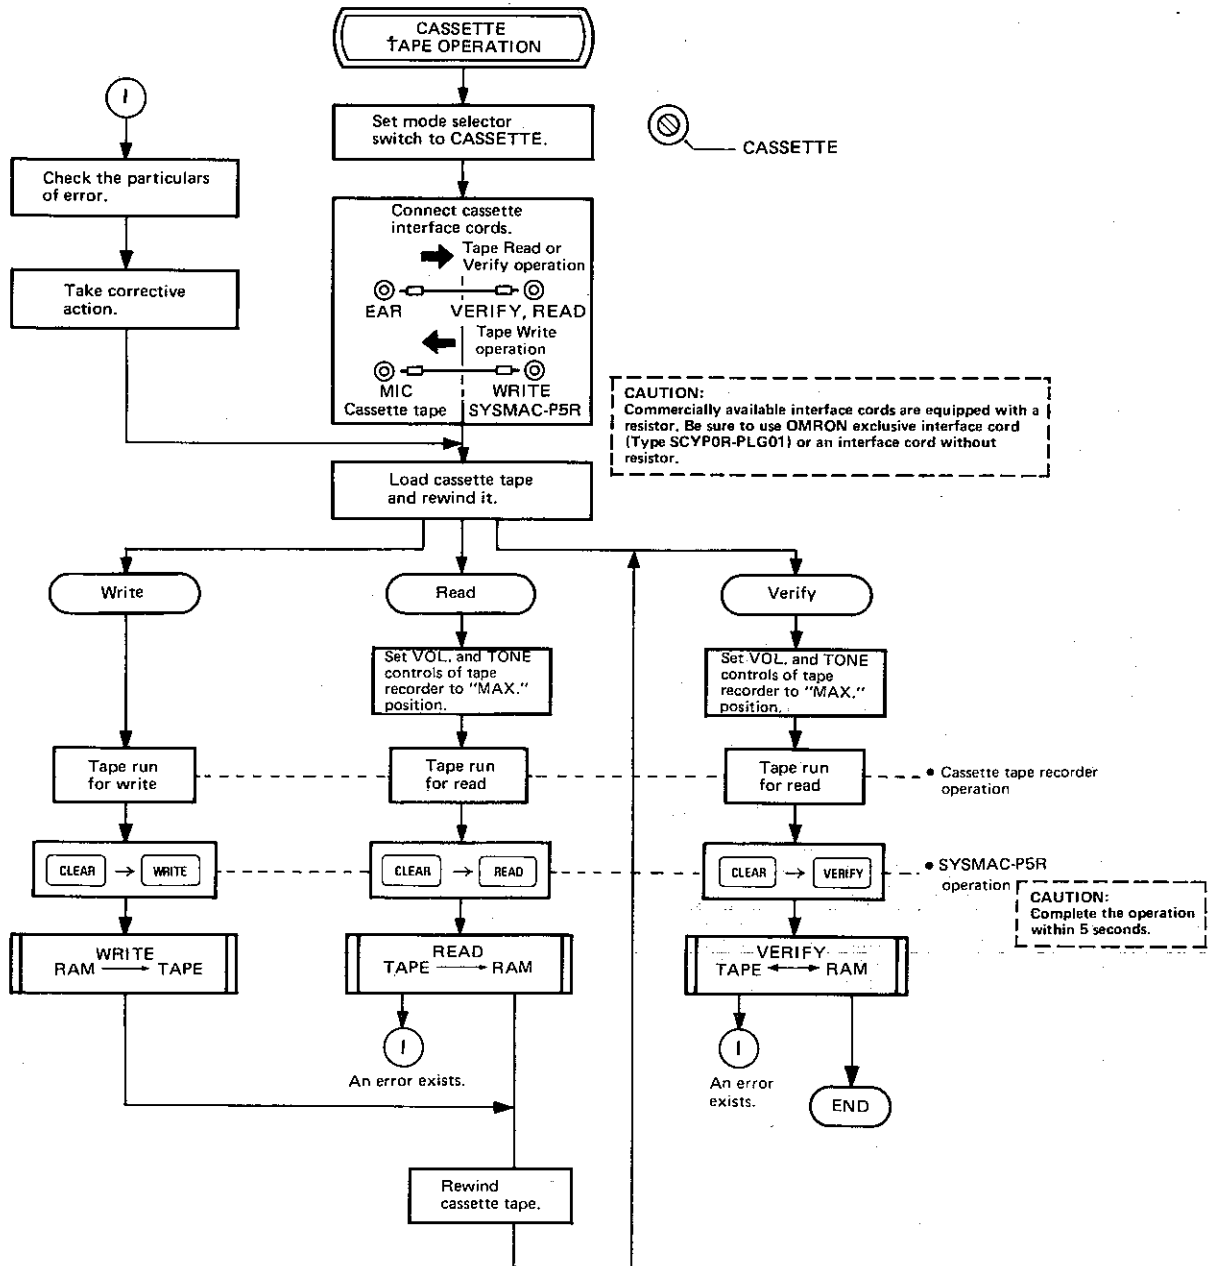 CASSETTE
TAPE OPERATION
1
Set mode selector
switch to CASSETTE.
CASSETTE
Check the particulars
of error.
Take corrective
action.
Connect cassette
interface cords.
Tape Read or
Verify operation
EAR
VERIFY, READ
Tape Write
operation
MIC
WRITE
Cassette tape
SYSMAC-P5R
CAUTION:
Commercially available interface cords are equipped with a
resistor. Be sure to use OMRON exclusive interface cord
(Type SCYP0R-PLG01) or an interface cord without
resistor.
Load cassette tape
and rewind it.
Write
Read
Verify
Set VOL. and TONE
controls of tape
recorder to "MAX."
position.
Set VOL. and TONE
controls of tape
recorder to "MAX."
position.
Tape run
for write
Tape run
for read
Tape run
for read
• Cassette tape recorder
operation
CLEAR → WRITE
CLEAR → READ
CLEAR → VERIFY
• SYSMAC-P5R
operation
CAUTION:
Complete the operation
within 5 seconds.
WRITE
RAM → TAPE
READ
TAPE → RAM
VERIFY
TAPE ↔ RAM
1
An error exists.
1
An error
exists.
END
Rewind
cassette tape.